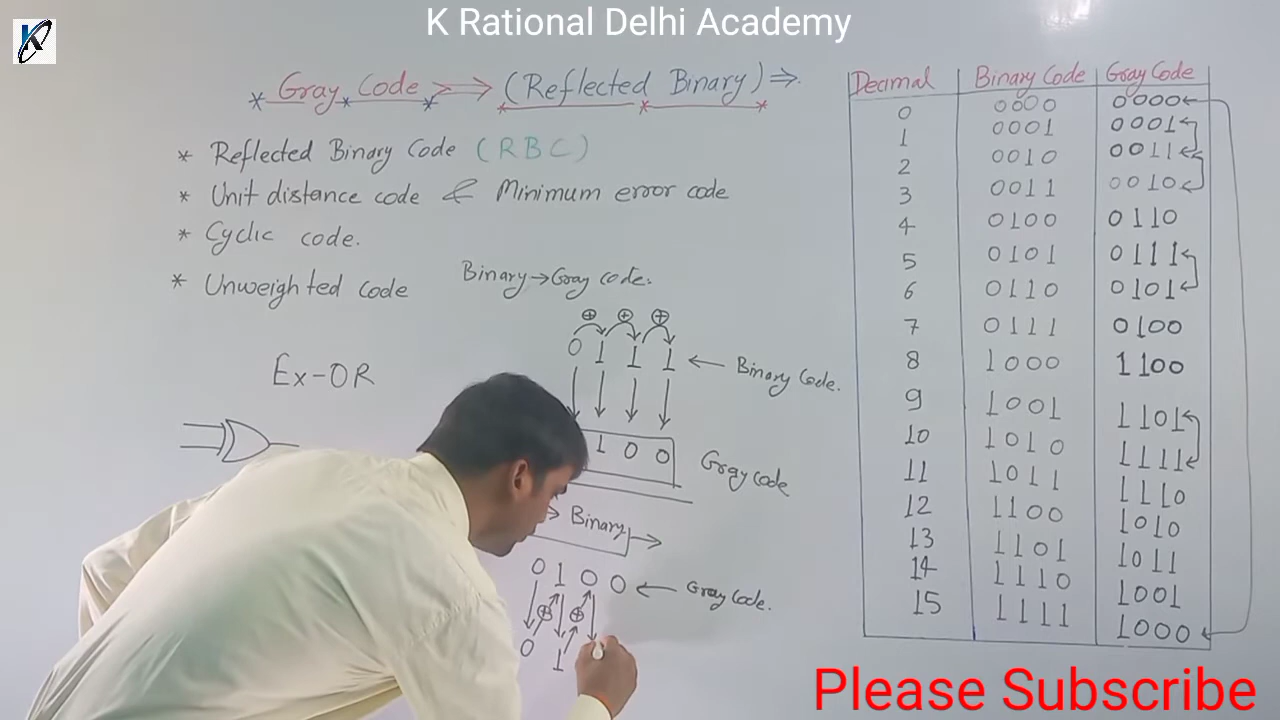 K Rational Delhi Academy
* Gray Code ⇒ (Reflected Binary) ⇒
* Reflected Binary Code (RBC)
* Unit distance code & Minimum error code
* Cyclic code.
* Unweighted code
Binary→Gray code.
⊕ ⊕ ⊕
0 1 1 1 ← Binary Code.
Ex-OR
1 0 0 Gray code
Binary →
0 1 0 0 ← Gray Code.
⊕ ⊕
0 1
Decimal Binary Code Gray Code
0 0000 0000
1 0001 0001
2 0010 0011
3 0011 0010
4 0100 0110
5 0101 0111
6 0110 0101
7 0111 0100
8 1000 1100
9 1001 1101
10 1010 1111
11 1011 1110
12 1100 1010
13 1101 1011
14 1110 1001
15 1111 1000
Please Subscribe